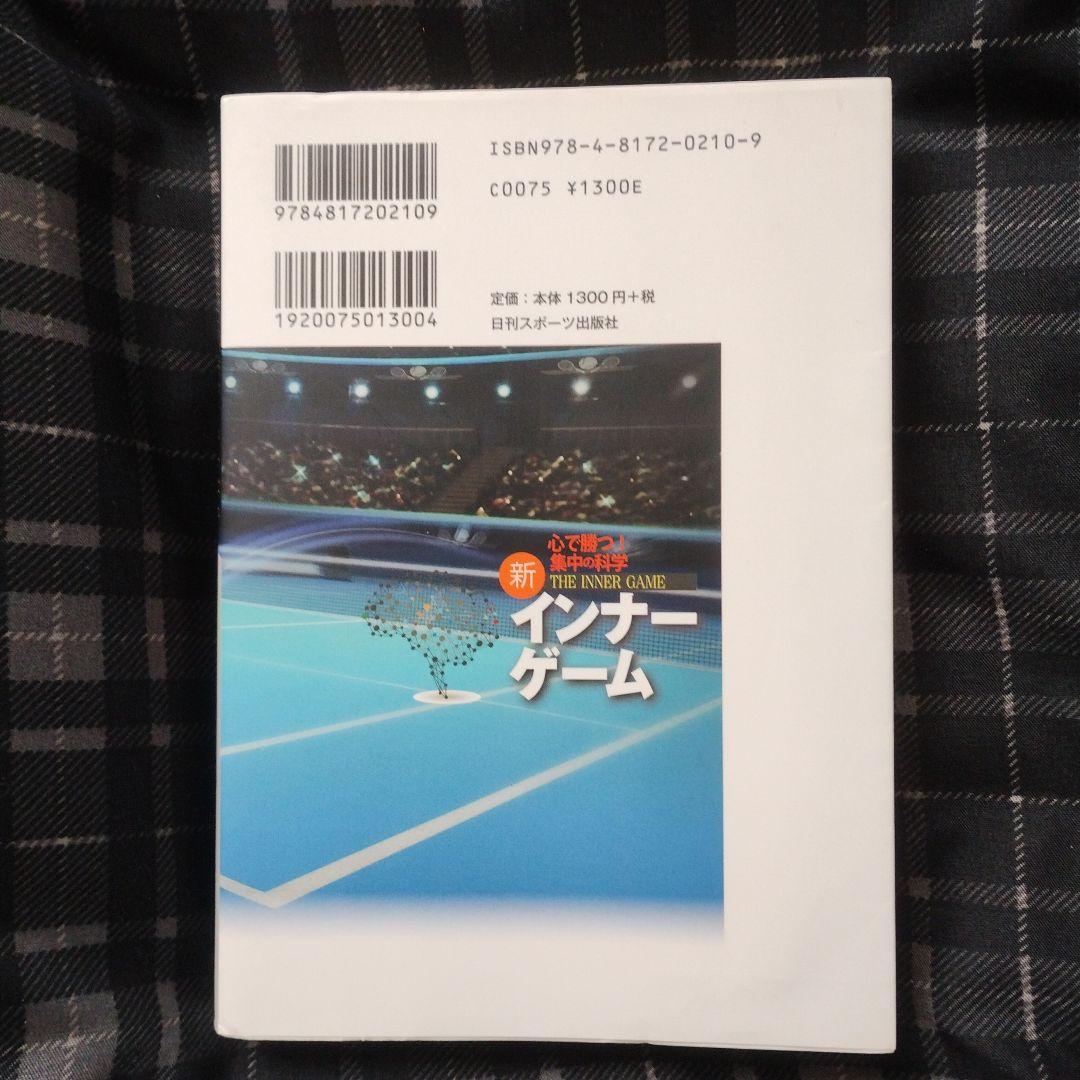 ISBN978-4-8172-0210-9
C0075 ¥1300E
9784817202109
1920075013004
定価：本体1300円+税
日刊スポーツ出版社
心で勝つ！
集中の科学
新
THE INNER GAME
インナー
ゲーム